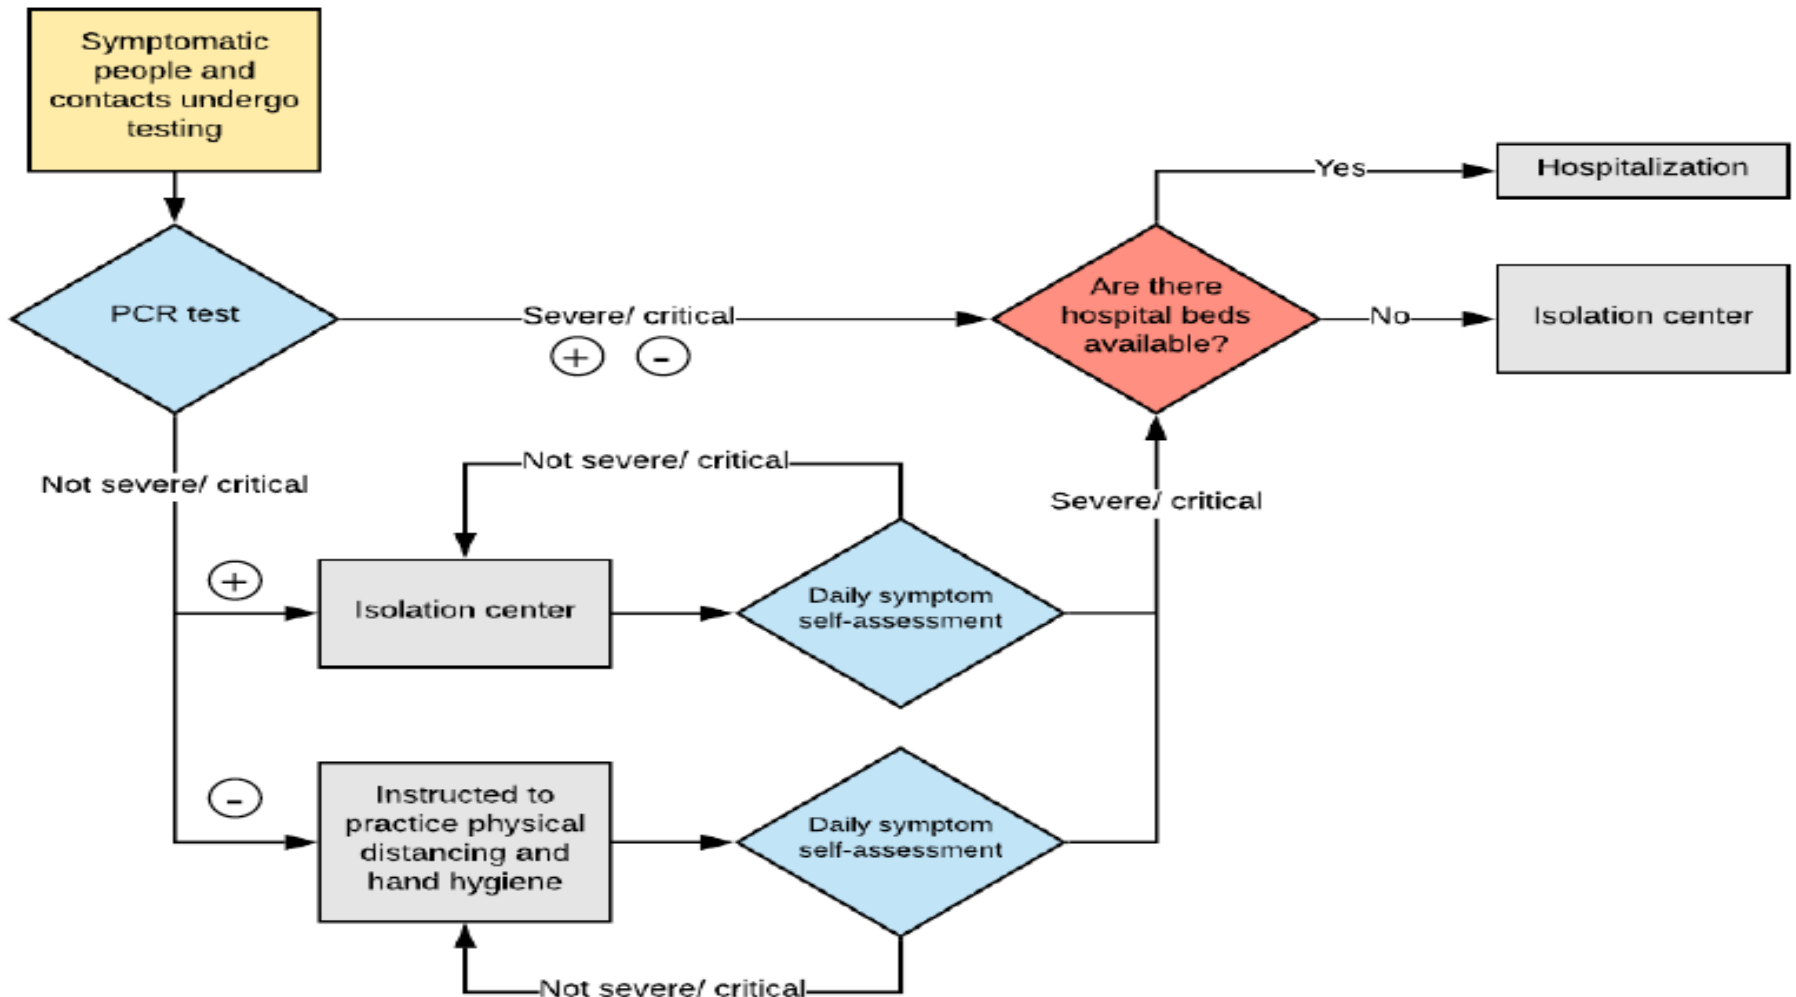 Symptomatic
people and
contacts undergo
testing
PCR test
Severe/ critical
+ -
Are there
hospital beds
available?
Yes
Hospitalization
No
Isolation center
Not severe/ critical
+
Isolation center
Not severe/ critical
Daily symptom
self-assessment
Severe/ critical
-
Instructed to
practice physical
distancing and
hand hygiene
Daily symptom
self-assessment
Not severe/ critical